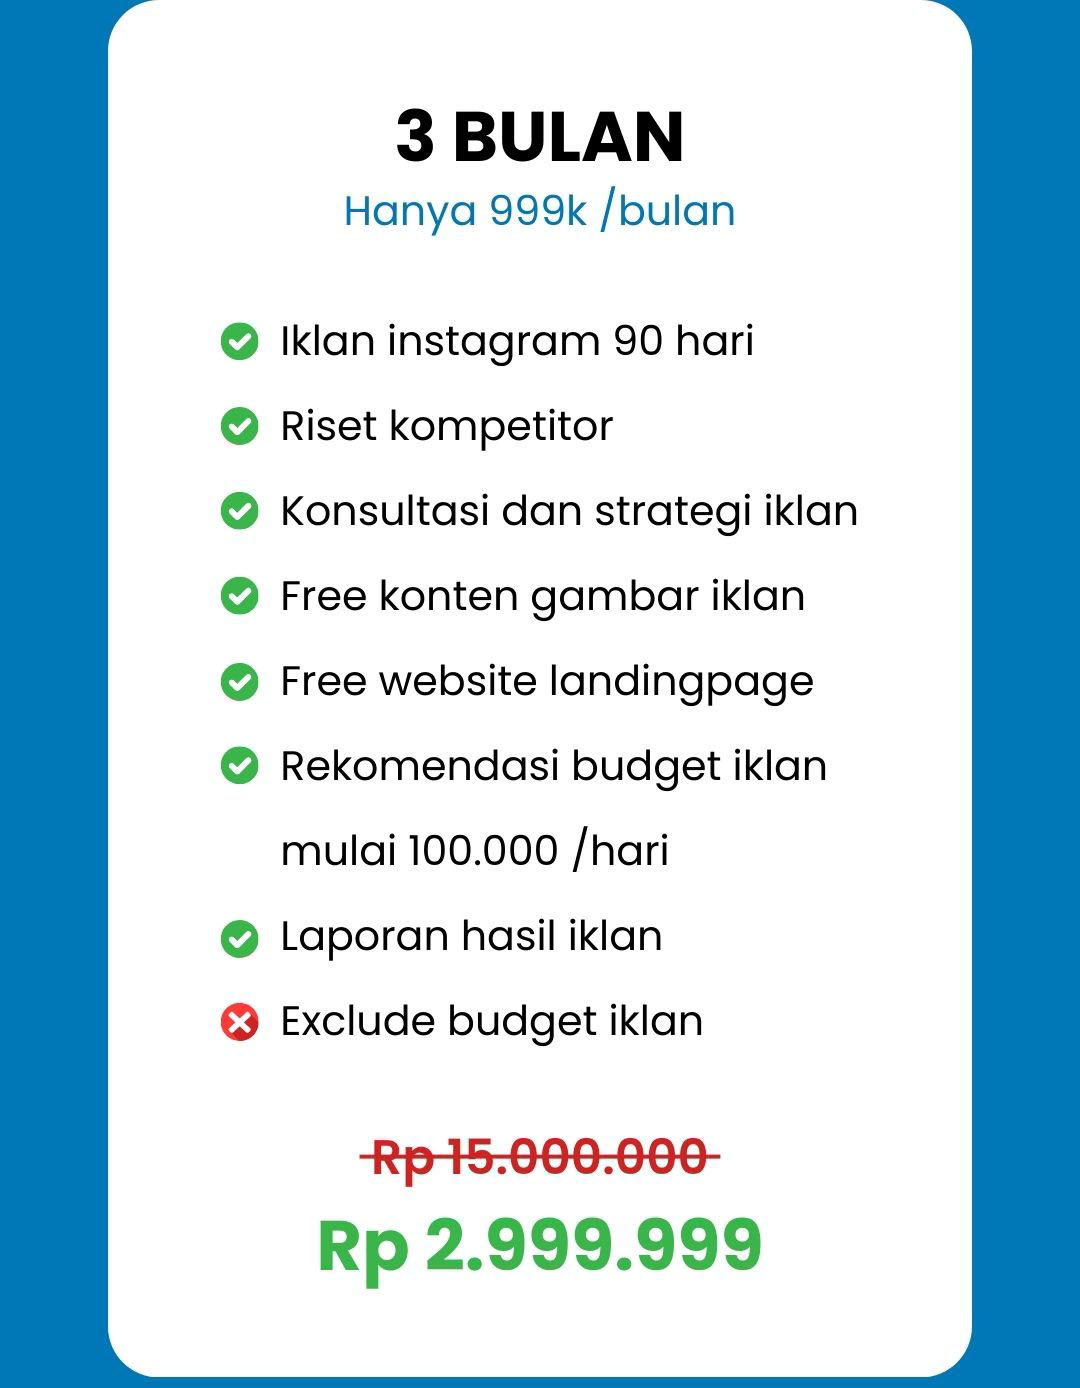 3 BULAN
Hanya 999k /bulan
Iklan instagram 90 hari
Riset kompetitor
Konsultasi dan strategi iklan
Free konten gambar iklan
Free website landingpage
Rekomendasi budget iklan
mulai 100.000 /hari
Laporan hasil iklan
Exclude budget iklan
Rp 15.000.000
Rp 2.999.999